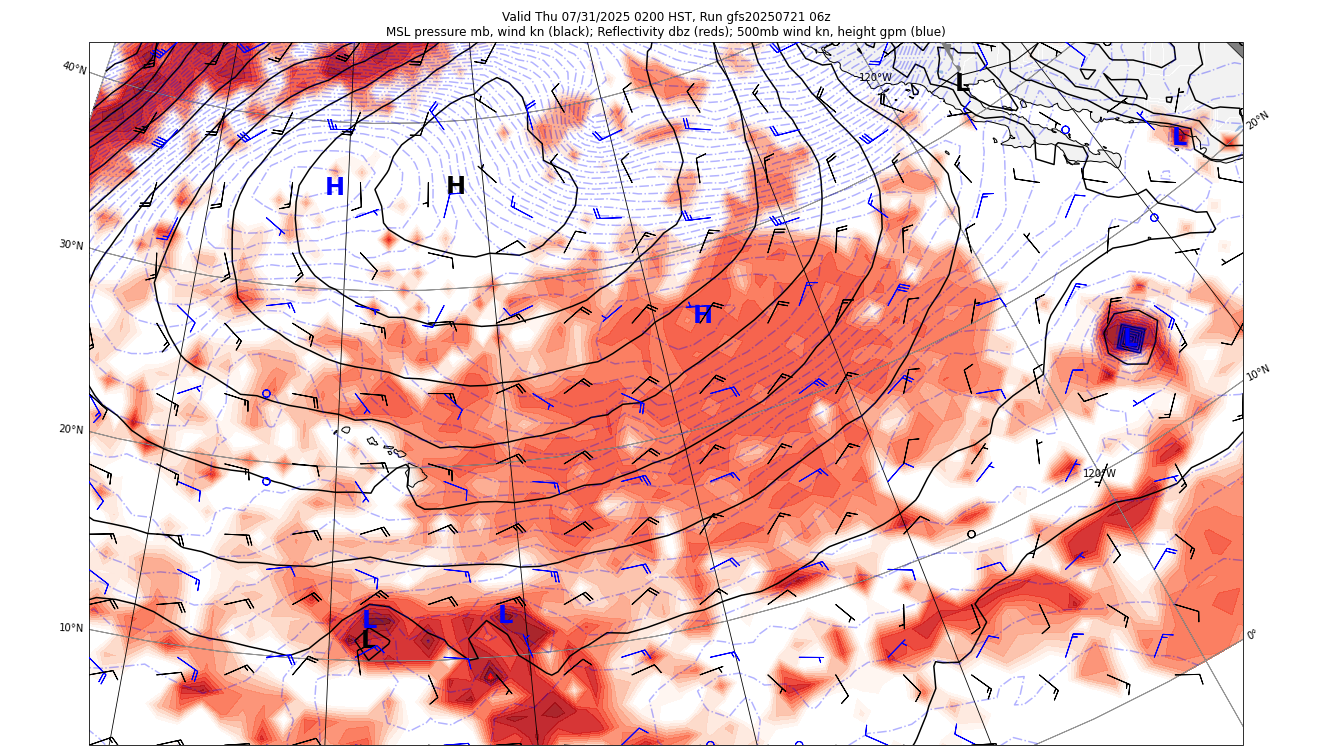 Valid Thu 07/31/2025 0200 HST, Run gfs20250721 06z
MSL pressure mb, wind kn (black); Reflectivity dbz (reds); 500mb wind kn, height gpm (blue)
40°N
120°W
L
20°N
L
H
H
30°N
H
10°N
20°N
120°W
10°N
L
L
L
0°